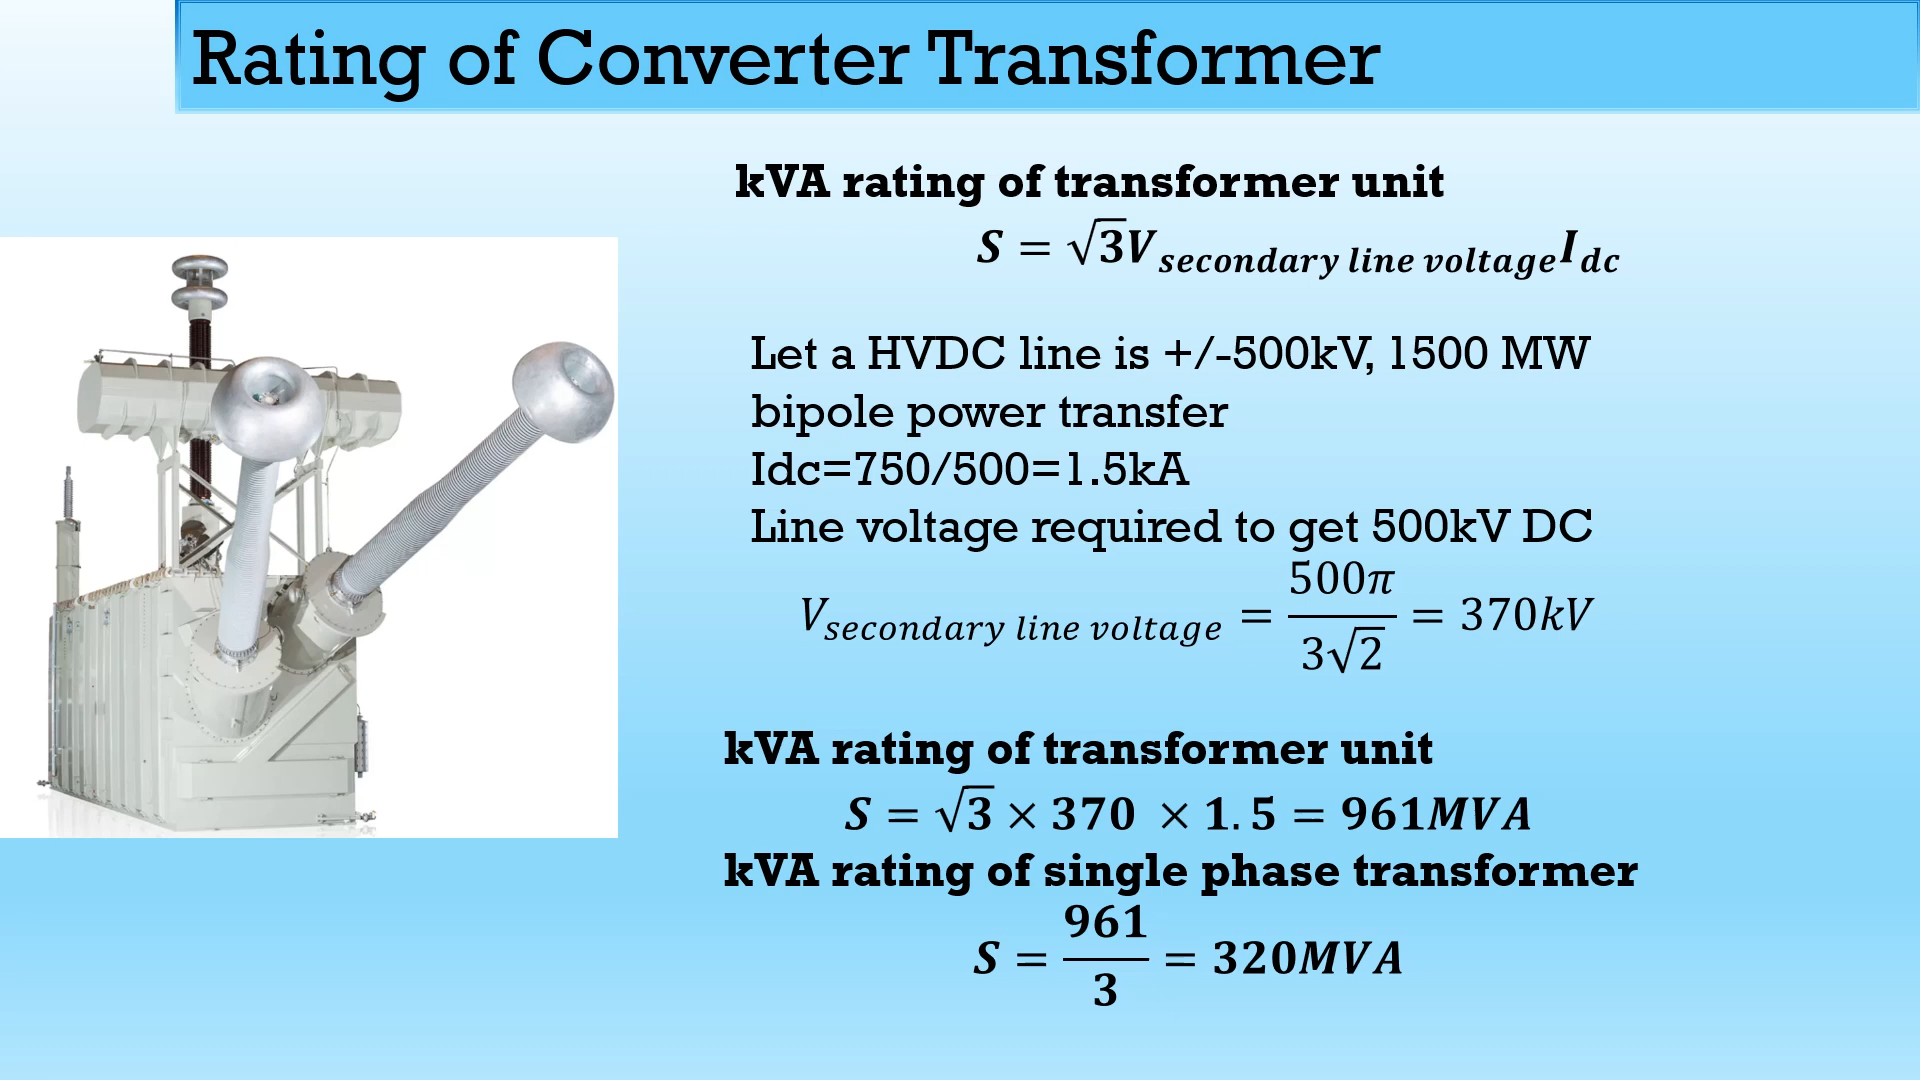 Rating of Converter Transformer
kVA rating of transformer unit
S = √3V_secondary line voltage I_dc
Let a HVDC line is +/-500kV, 1500 MW
bipole power transfer
Idc=750/500=1.5kA
Line voltage required to get 500kV DC
V_secondary line voltage = 500π / 3√2 = 370kV
kVA rating of transformer unit
S = √3 × 370 × 1.5 = 961MVA
kVA rating of single phase transformer
S = 961 / 3 = 320MVA